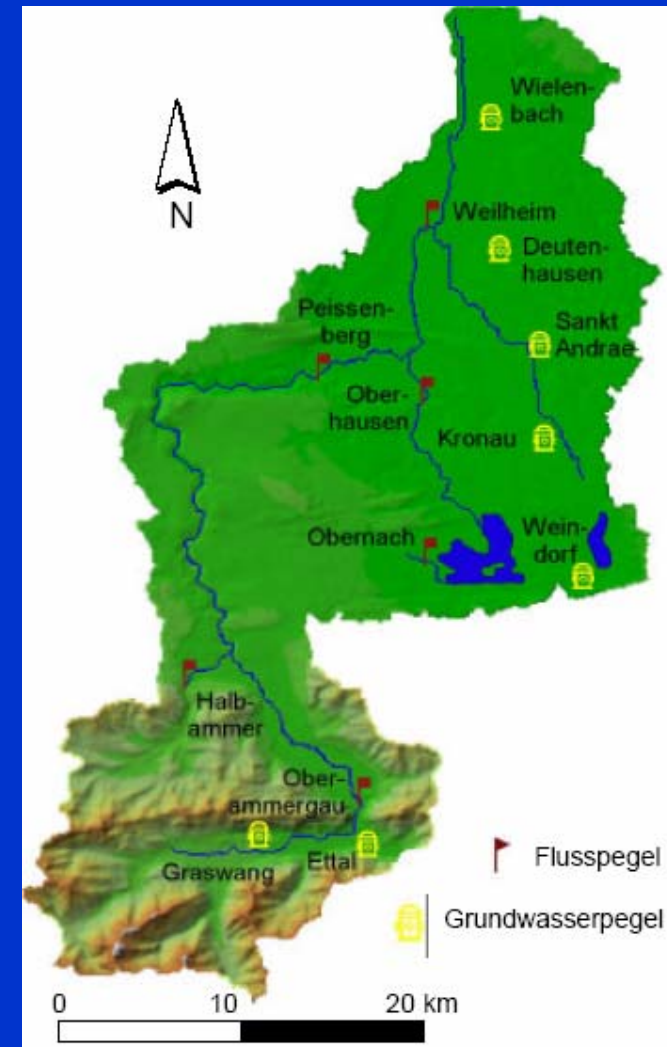 Wielen-
bach
N
Weilheim
Deuten-
hausen
Peissen-
berg
Sankt
Andrae
Ober-
hausen
Kronau
Obernach
Wein-
dorf
Halb-
ammer
Ober-
ammergau
Graswang
Ettal
Flusspegel
Grundwasserpegel
0 10 20 km